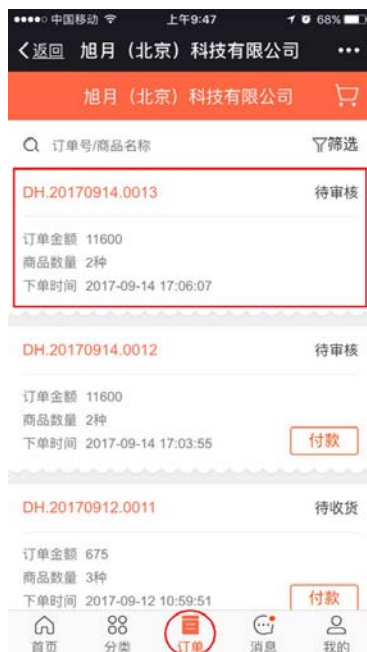 中国移动 上午9:47 68%
返回 旭月（北京）科技有限公司
旭月（北京）科技有限公司
订单号/商品名称 筛选
DH.20170914.0013 待审核
订单金额 11600
商品数量 2种
下单时间 2017-09-14 17:06:07
DH.20170914.0012 待审核
订单金额 11600
商品数量 2种
下单时间 2017-09-14 17:03:55 付款
DH.20170912.0011 待收货
订单金额 675
商品数量 3种
下单时间 2017-09-12 10:59:51 付款
首页 分类 订单 消息 我的